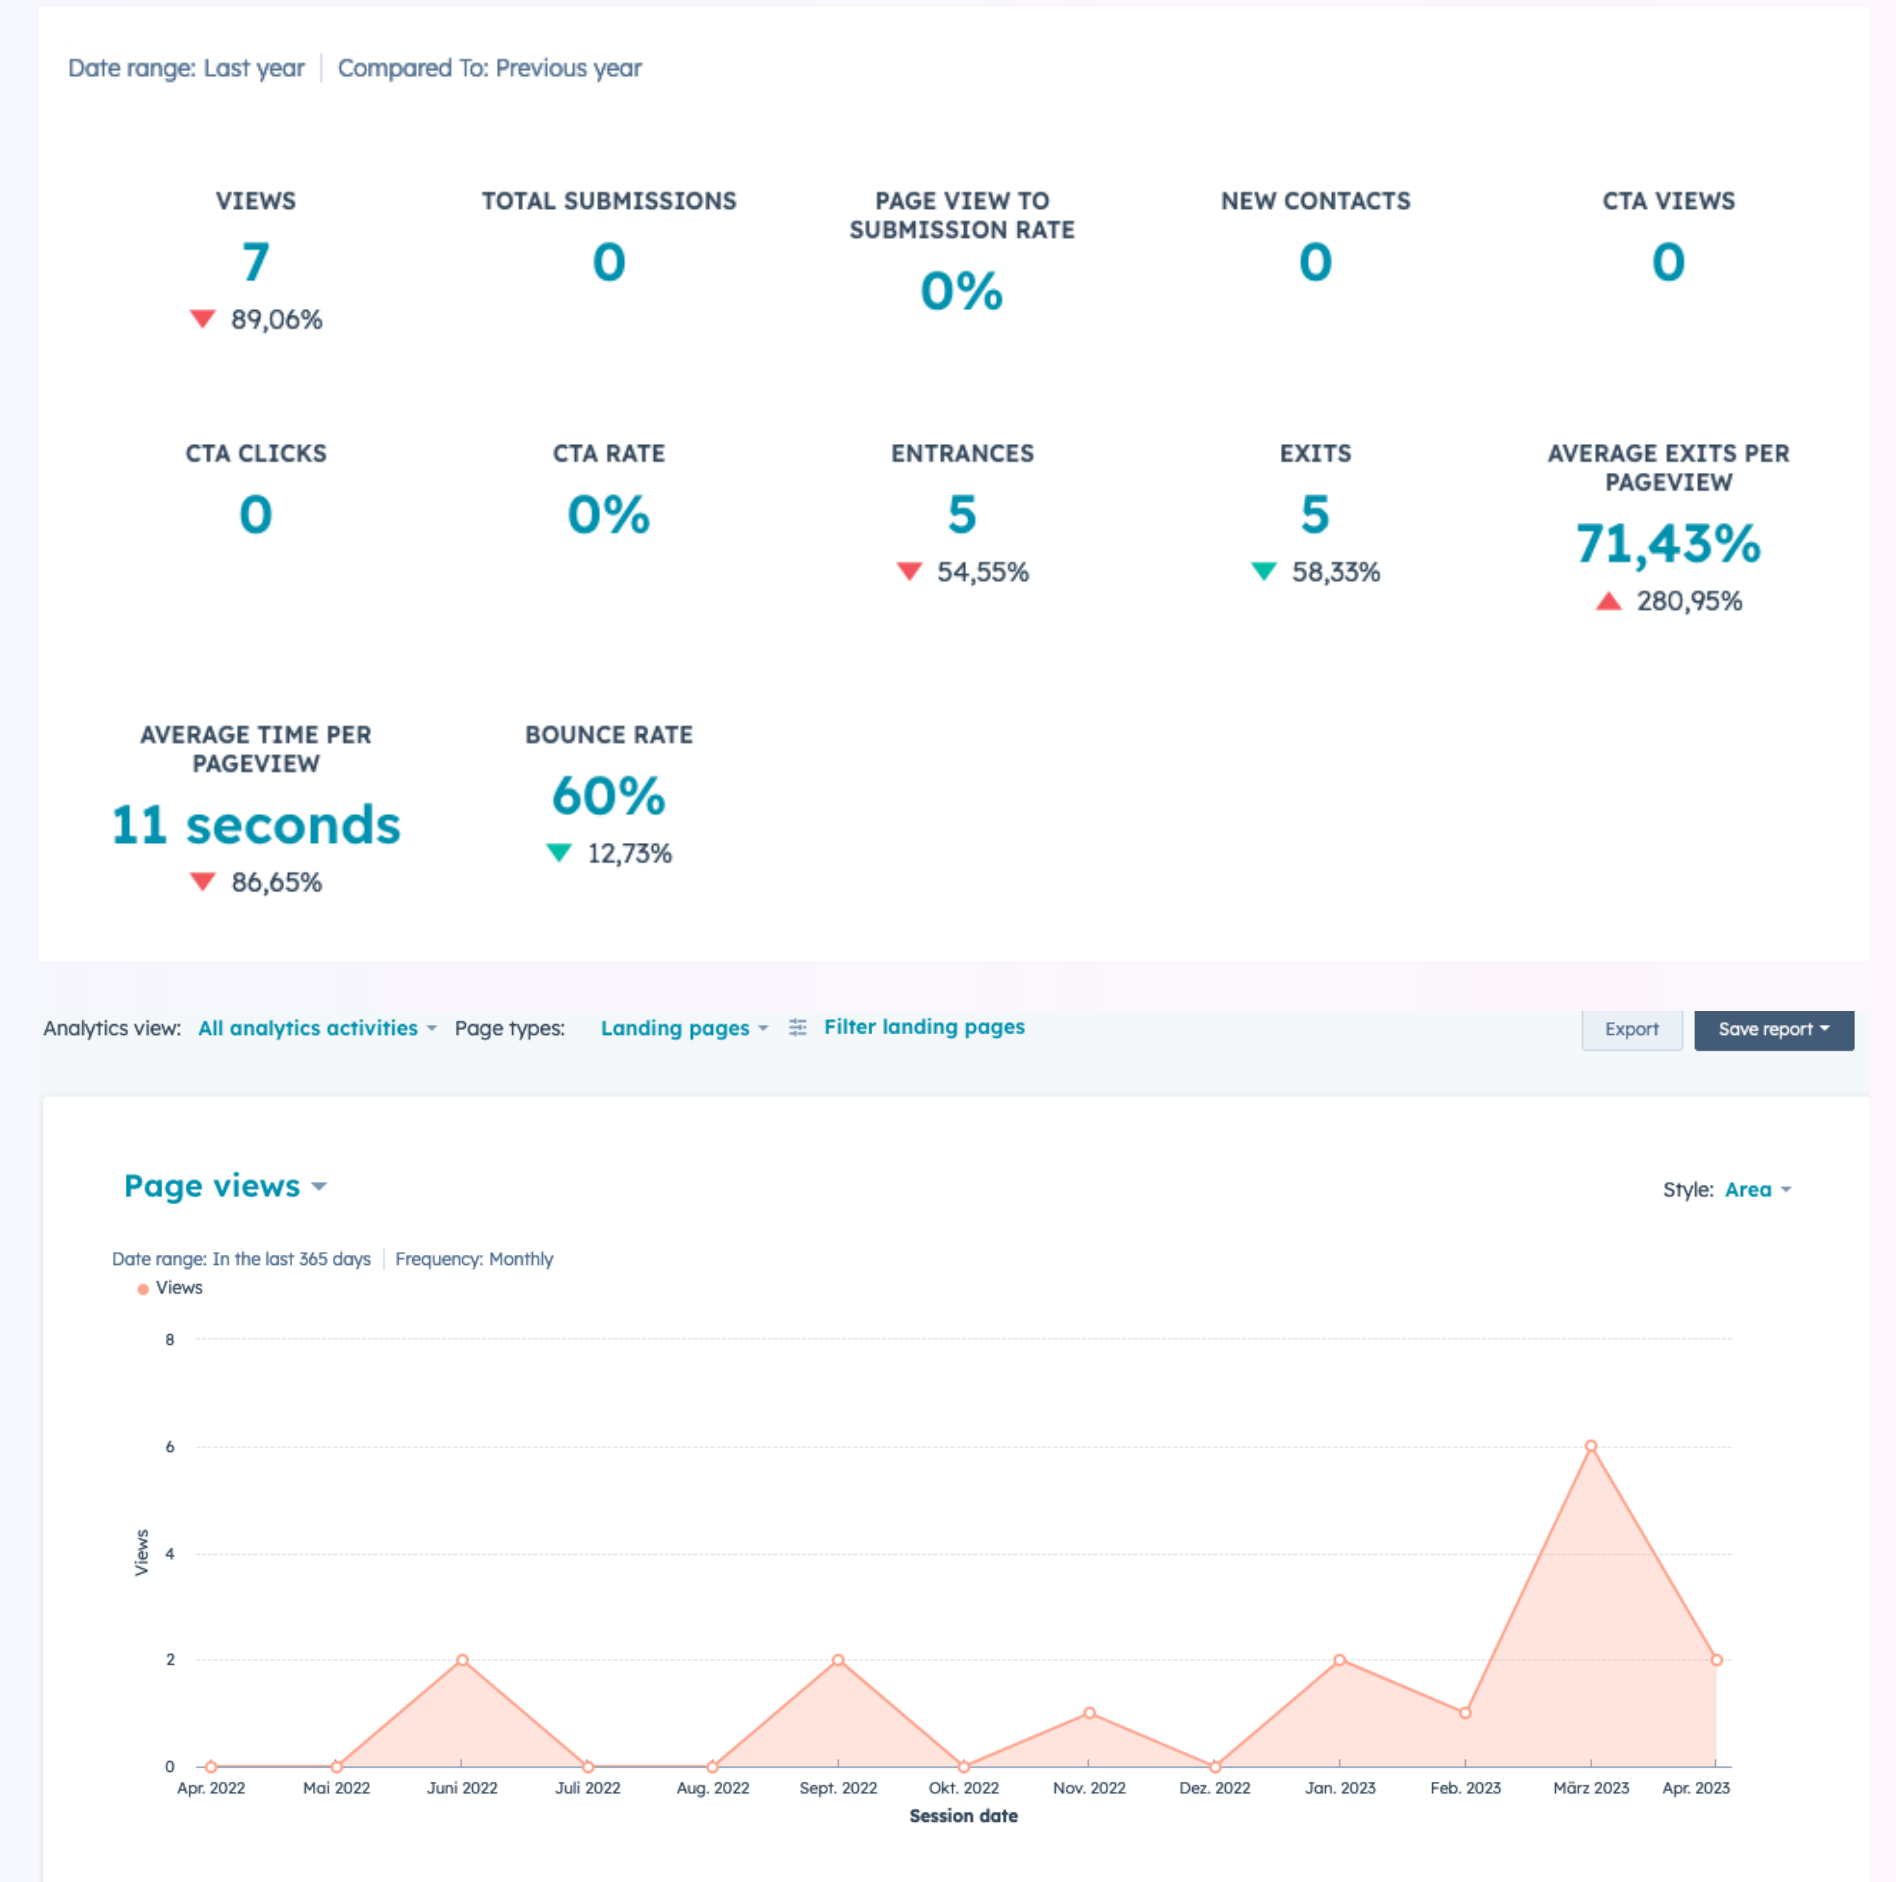 Date range: Last year | Compared To: Previous year
VIEWS
7
89,06%
TOTAL SUBMISSIONS
0
PAGE VIEW TO
SUBMISSION RATE
0%
NEW CONTACTS
0
CTA VIEWS
0
CTA CLICKS
0
CTA RATE
0%
ENTRANCES
5
54,55%
EXITS
5
58,33%
AVERAGE EXITS PER
PAGEVIEW
71,43%
280,95%
AVERAGE TIME PER
PAGEVIEW
11 seconds
86,65%
BOUNCE RATE
60%
12,73%
Analytics view: All analytics activities Page types: Landing pages Filter landing pages Export Save report
Page views
Style: Area
Date range: In the last 365 days | Frequency: Monthly
Views
8
6
4
2
0
Views
Apr. 2022 Mai 2022 Juni 2022 Juli 2022 Aug. 2022 Sept. 2022 Okt. 2022 Nov. 2022 Dez. 2022 Jan. 2023 Feb. 2023 März 2023 Apr. 2023
Session date